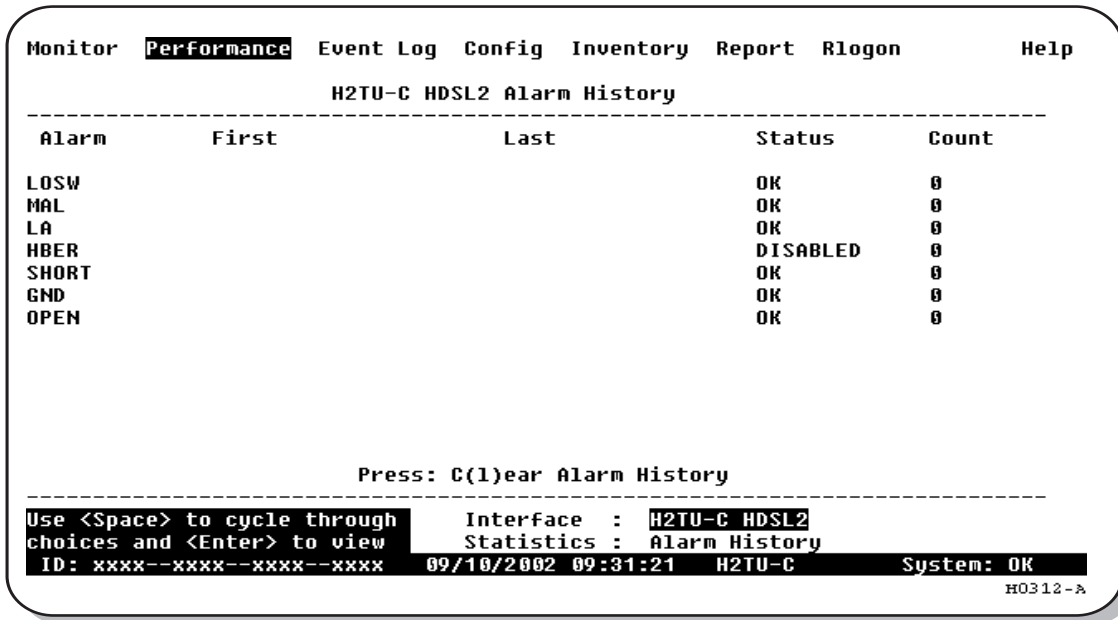 Monitor Performance Event Log Config Inventory Report Rlogon Help
H2TU-C HDSL2 Alarm History
Alarm First Last Status Count
LOSW OK 0
MAL OK 0
LA OK 0
HBER DISABLED 0
SHORT OK 0
GND OK 0
OPEN OK 0
Press: C(l)ear Alarm History
Use <Space> to cycle through Interface : H2TU-C HDSL2
choices and <Enter> to view Statistics : Alarm History
ID: xxxx--xxxx--xxxx--xxxx 09/10/2002 09:31:21 H2TU-C System: OK
H0312-A